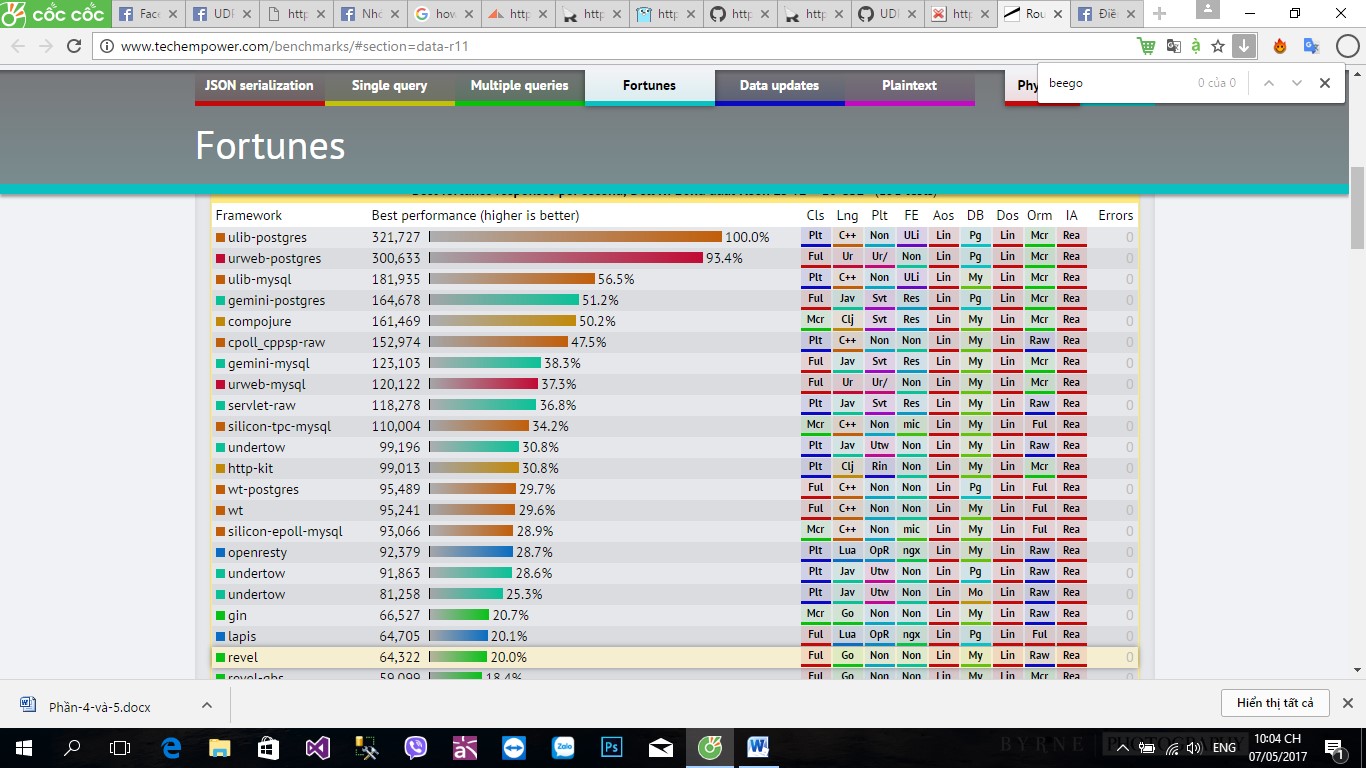 cốc cốc
Face
UDI
http
Nhó
how
http
http
http
http
http
UDI
http
Rou
Điề
www.techempower.com/benchmarks/#section=data-r11
beego
0 của 0
JSON serialization
Single query
Multiple queries
Fortunes
Data updates
Plaintext
Phy
Fortunes
Framework Best performance (higher is better) Cls Lng Plt FE Aos DB Dos Orm IA Errors
ulib-postgres 321,727 100.0% Plt C++ Non ULi Lin Pg Lin Mcr Rea 0
urweb-postgres 300,633 93.4% Ful Ur Ur/ Non Lin Pg Lin Mcr Rea 0
ulib-mysql 181,935 56.5% Plt C++ Non ULi Lin My Lin Mcr Rea 0
gemini-postgres 164,678 51.2% Ful Jav Svt Res Lin Pg Lin Mcr Rea 0
compojure 161,469 50.2% Mcr Clj Svt Res Lin My Lin Mcr Rea 0
cpoll_cppsp-raw 152,974 47.5% Plt C++ Non Non Lin My Lin Raw Rea 0
gemini-mysql 123,103 38.3% Ful Jav Svt Res Lin My Lin Mcr Rea 0
urweb-mysql 120,122 37.3% Ful Ur Ur/ Non Lin My Lin Mcr Rea 0
servlet-raw 118,278 36.8% Plt Jav Svt Res Lin My Lin Raw Rea 0
silicon-tpc-mysql 110,004 34.2% Mcr C++ Non mic Lin My Lin Ful Rea 0
undertow 99,196 30.8% Plt Jav Utw Non Lin My Lin Raw Rea 0
http-kit 99,013 30.8% Plt Clj Rin Non Lin My Lin Mcr Rea 0
wt-postgres 95,489 29.7% Ful C++ Non Non Lin Pg Lin Ful Rea 0
wt 95,241 29.6% Ful C++ Non Non Lin My Lin Ful Rea 0
silicon-epoll-mysql 93,066 28.9% Mcr C++ Non mic Lin My Lin Ful Rea 0
openresty 92,379 28.7% Plt Lua OpR ngx Lin My Lin Raw Rea 0
undertow 91,863 28.6% Plt Jav Utw Non Lin Pg Lin Raw Rea 0
undertow 81,258 25.3% Plt Jav Utw Non Lin Mo Lin Raw Rea 0
gin 66,527 20.7% Mcr Go Non Non Lin My Lin Raw Rea 0
lapis 64,705 20.1% Ful Lua OpR ngx Lin Pg Lin Ful Rea 0
revel 64,322 20.0% Ful Go Non Non Lin My Lin Raw Rea 0
59,099 18.4% Ful Go Non Non Lin My Lin Mcr Rea
Phần-4-và-5.docx
Hiển thị tất cả
BYRNE PHOTOGRAPHY
Zalo
Ps
ENG
10:04 CH
07/05/2017
1